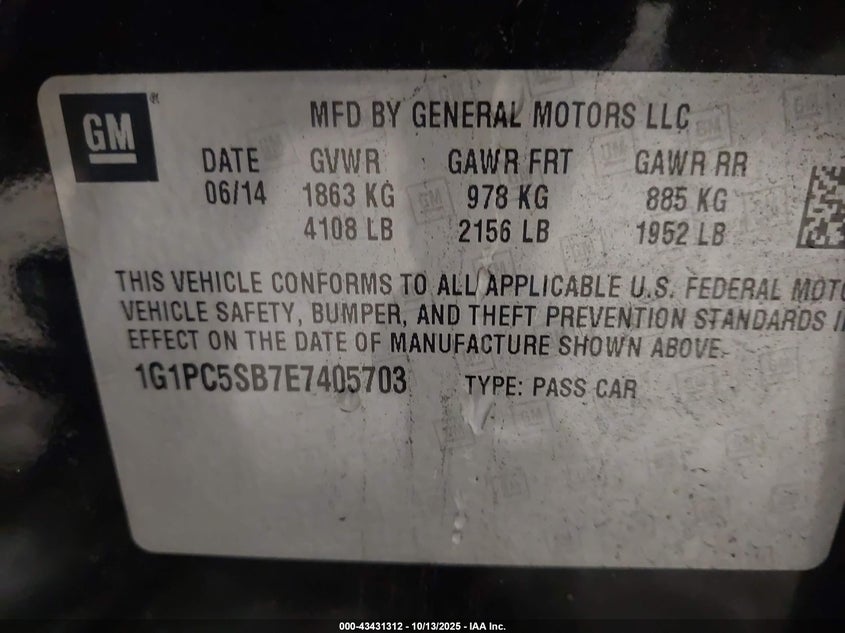 GM
MFD BY GENERAL MOTORS LLC
DATE GVWR GAWR FRT GAWR RR
06/14 1863 KG 978 KG 885 KG
4108 LB 2156 LB 1952 LB
THIS VEHICLE CONFORMS TO ALL APPLICABLE U.S. FEDERAL MOTO
VEHICLE SAFETY, BUMPER, AND THEFT PREVENTION STANDARDS I
EFFECT ON THE DATE OF MANUFACTURE SHOWN ABOVE.
1G1PC5SB7E7405703 TYPE: PASS CAR
000-43431312 - 10/13/2025 - IAA Inc.